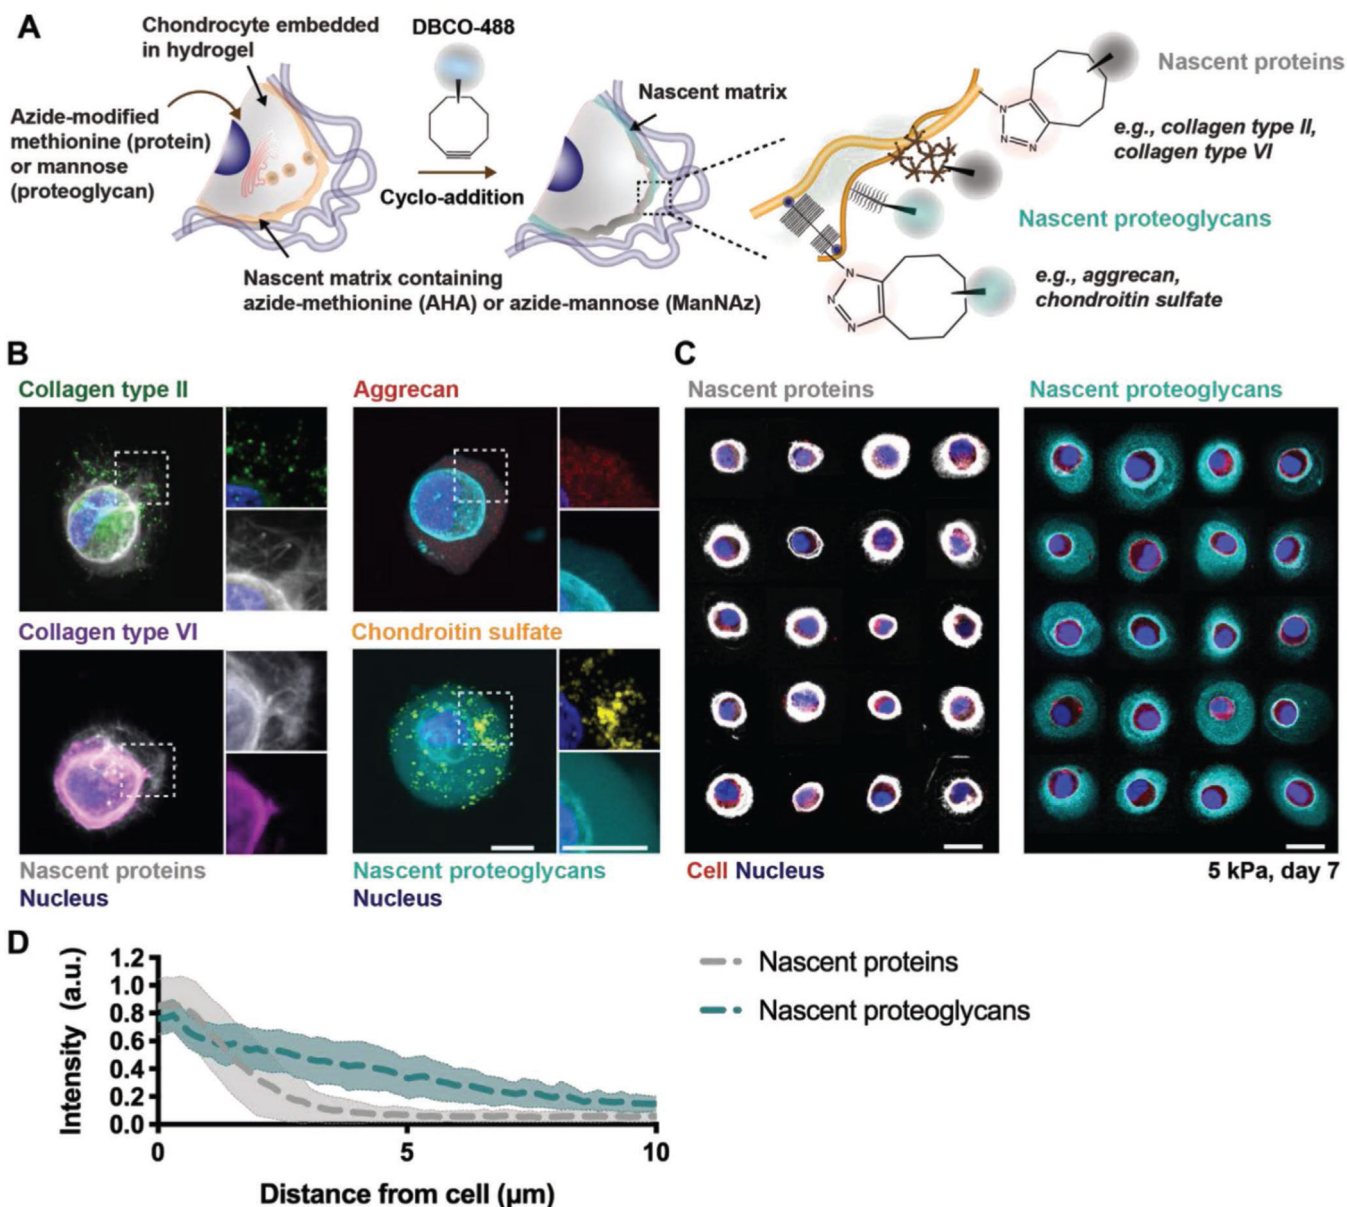 A
Chondrocyte embedded
in hydrogel
DBCO-488
Azide-modified
methionine (protein)
or mannose
(proteoglycan)
Cyclo-addition
Nascent matrix
Nascent matrix containing
azide-methionine (AHA) or azide-mannose (ManNAz)
N
N
N
Nascent proteins
e.g., collagen type II,
collagen type VI
Nascent proteoglycans
e.g., aggrecan,
chondroitin sulfate
N
N
N
B
Collagen type II
Aggrecan
Collagen type VI
Chondroitin sulfate
Nascent proteins
Nucleus
Nascent proteoglycans
Nucleus
C
Nascent proteins
Nascent proteoglycans
Cell Nucleus
5 kPa, day 7
D
Intensity (a.u.)
1.2
1.0
0.8
0.6
0.4
0.2
0.0
0
5
10
Distance from cell (μm)
Nascent proteins
Nascent proteoglycans